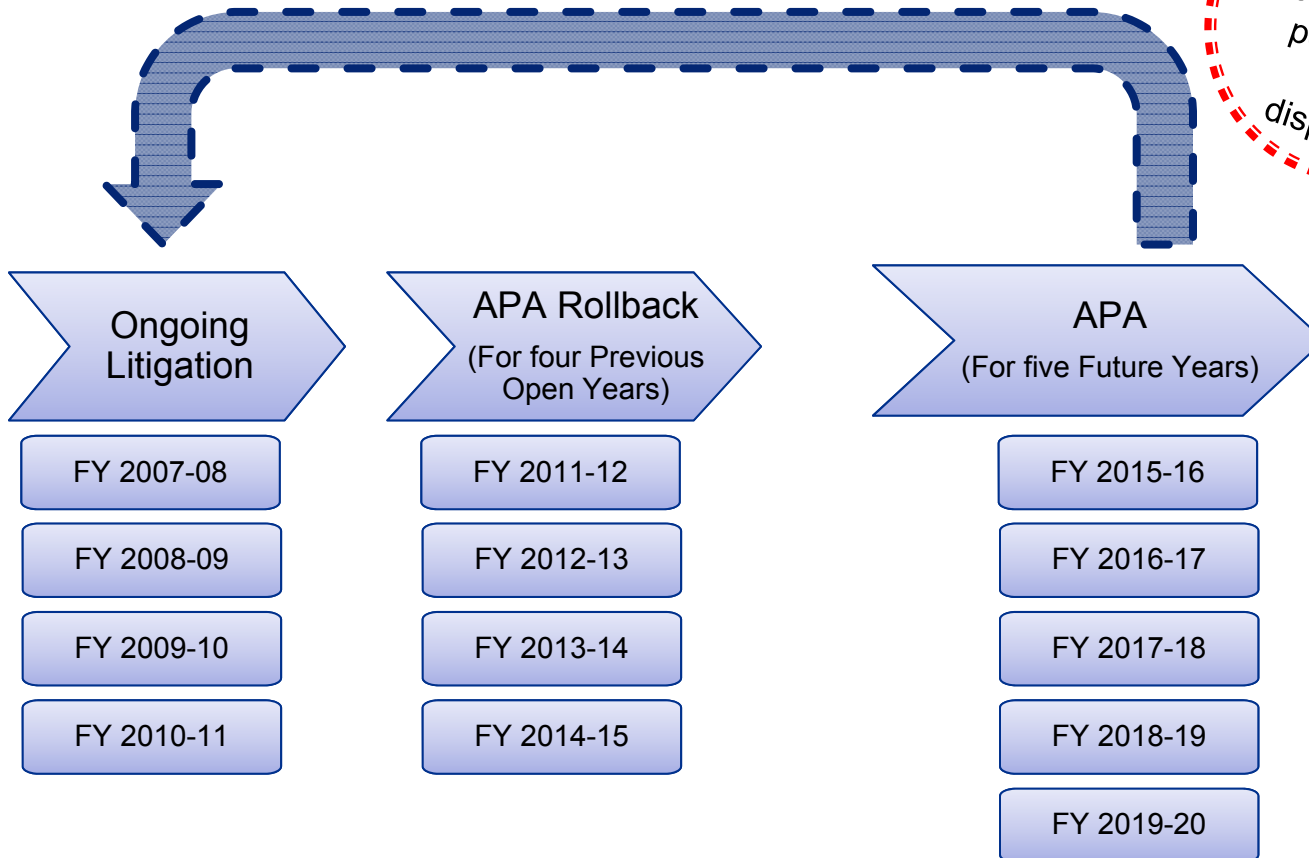 Ongoing
Litigation
FY 2007-08
FY 2008-09
FY 2009-10
FY 2010-11
APA Rollback
(For four Previous
Open Years)
FY 2011-12
FY 2012-13
FY 2013-14
FY 2014-15
APA
(For five Future Years)
FY 2015-16
FY 2016-17
FY 2017-18
FY 2018-19
FY 2019-20